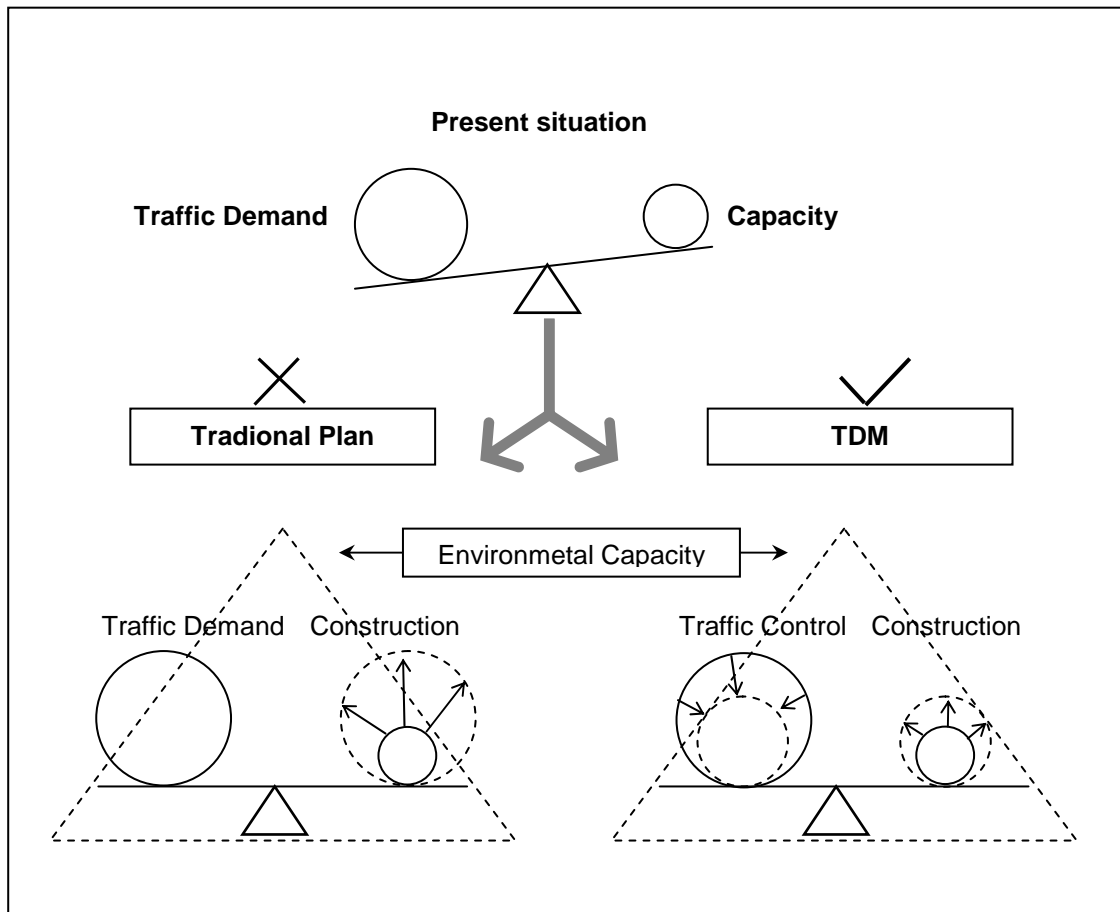 Present situation
Traffic Demand
Capacity
Tradional Plan
TDM
Environmetal Capacity
Traffic Demand Construction
Traffic Control Construction